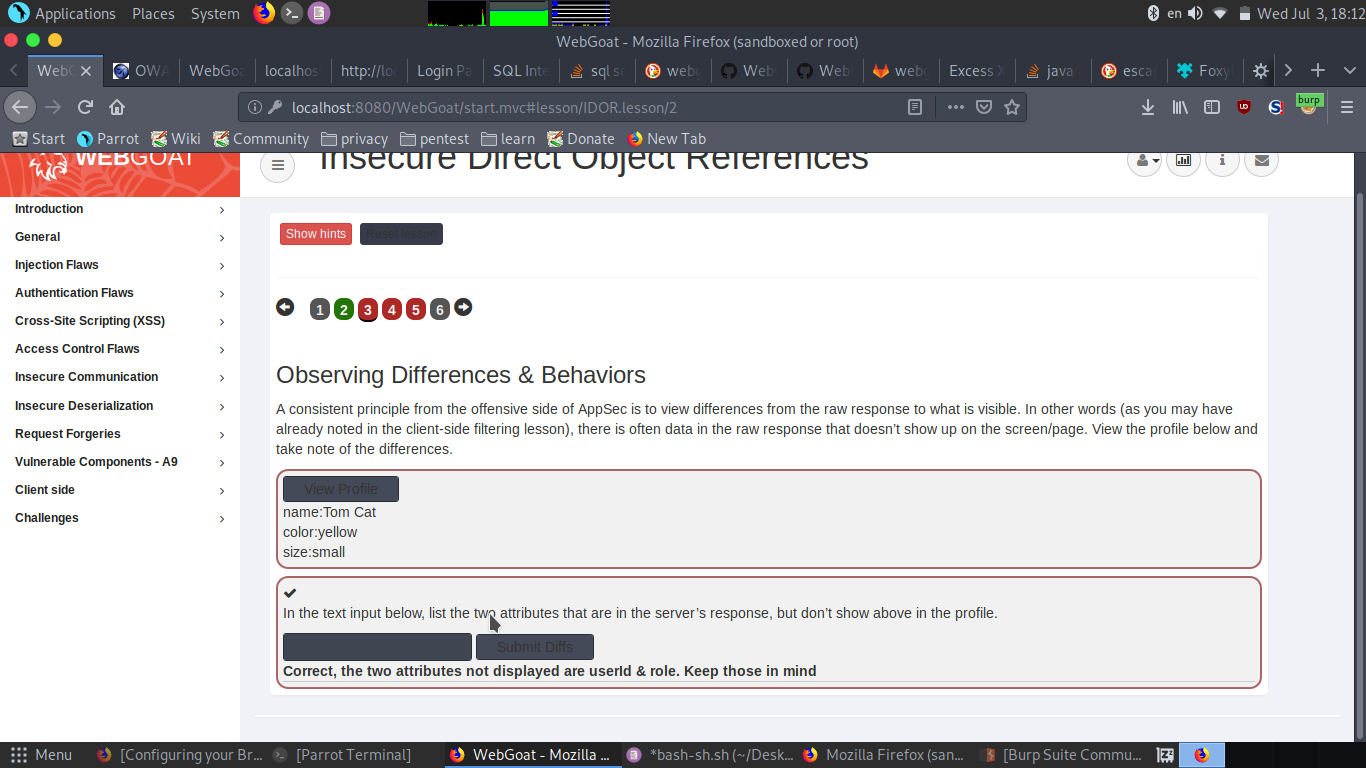 Applications Places System en Wed Jul 3, 18:12
WebGoat - Mozilla Firefox (sandboxed or root)
WebG OWA WebGoa localhos http://lo Login Pa SQL Inte sql se webg Web Web webg Excess X java escap Foxy
localhost:8080/WebGoat/start.mvc#lesson/IDOR.lesson/2 burp
Start Parrot Wiki Community privacy pentest learn Donate New Tab
WEBGOAT
Insecure Direct Object References
Introduction
General
Injection Flaws
Authentication Flaws
Cross-Site Scripting (XSS)
Access Control Flaws
Insecure Communication
Insecure Deserialization
Request Forgeries
Vulnerable Components - A9
Client side
Challenges
Show hints Reset lesson
1 2 3 4 5 6
Observing Differences & Behaviors
A consistent principle from the offensive side of AppSec is to view differences from the raw response to what is visible. In other words (as you may have
already noted in the client-side filtering lesson), there is often data in the raw response that doesn’t show up on the screen/page. View the profile below and
take note of the differences.
View Profile
name:Tom Cat
color:yellow
size:small
In the text input below, list the two attributes that are in the server’s response, but don’t show above in the profile.
Submit Diffs
Correct, the two attributes not displayed are userId & role. Keep those in mind
Menu [Configuring your Br... [Parrot Terminal] WebGoat - Mozilla ... *bash-sh.sh (~/Desk... Mozilla Firefox (san... [Burp Suite Commu...